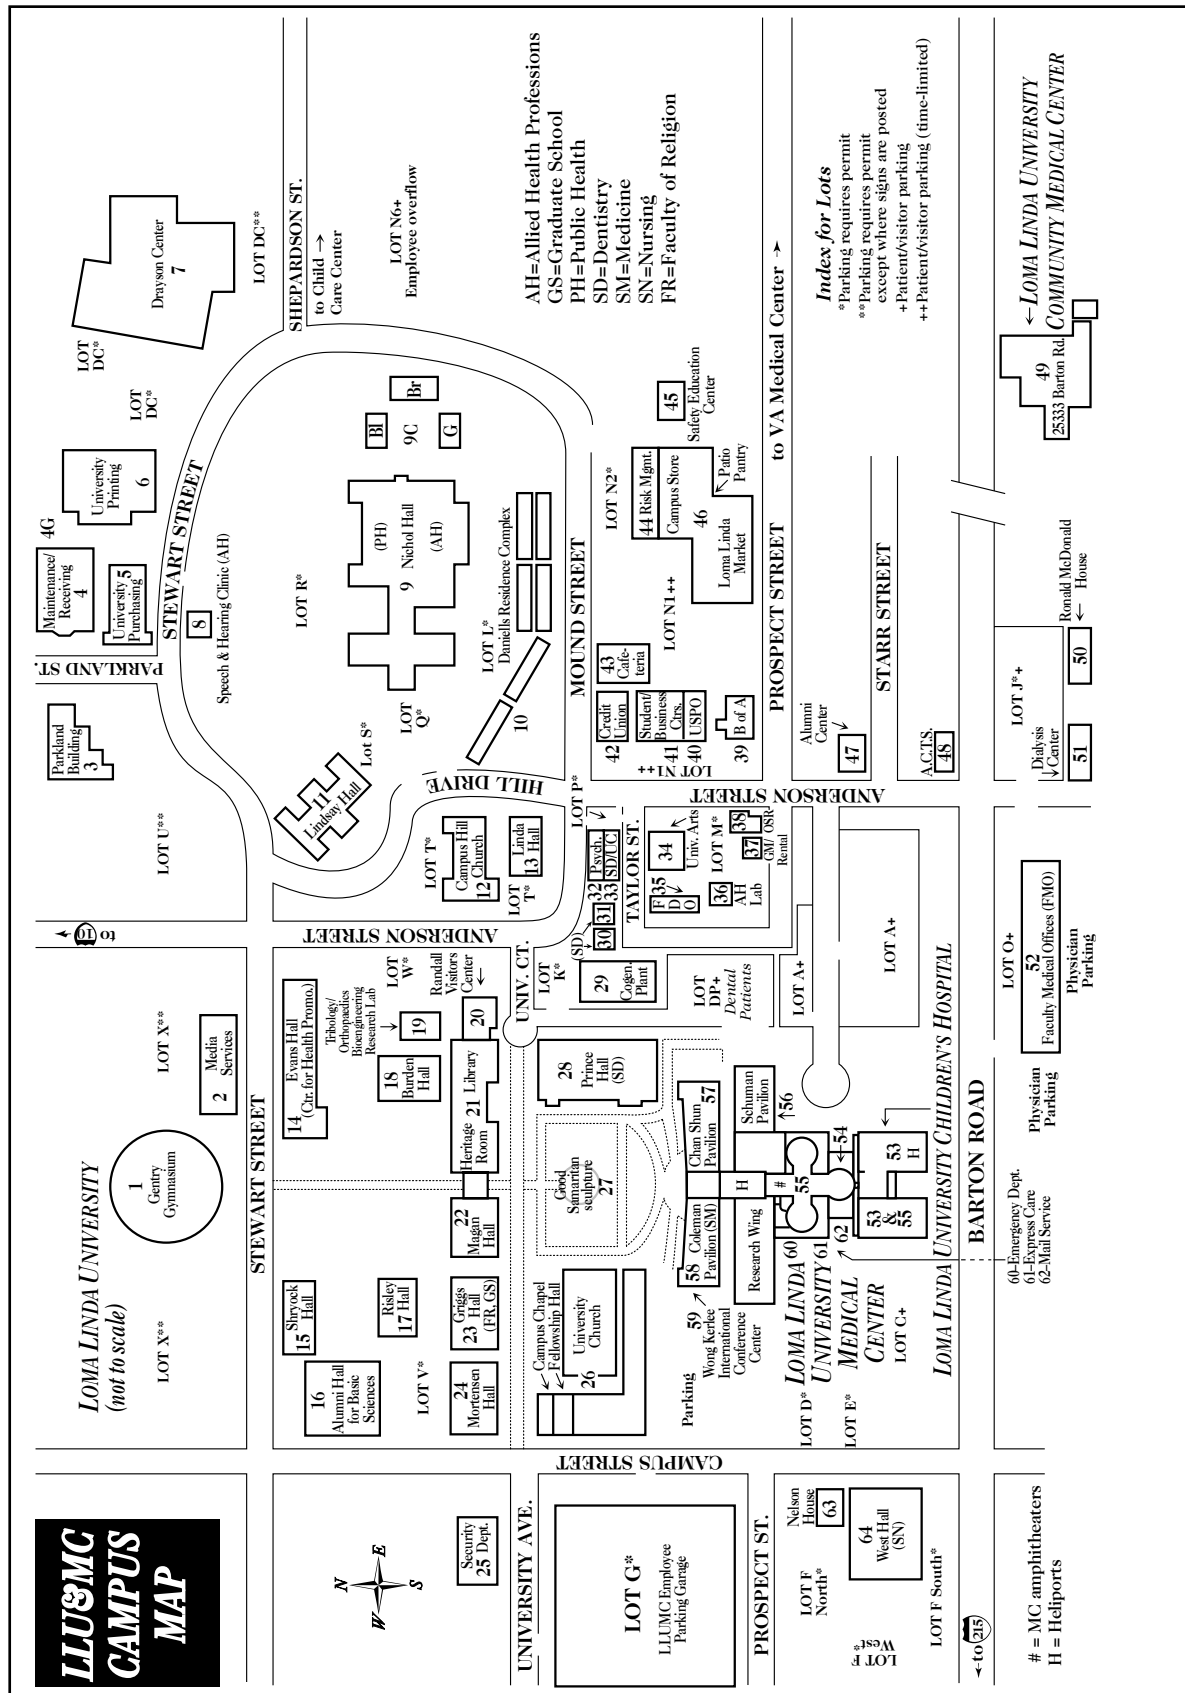 LLU&MC
CAMPUS
MAP
LOMA LINDA UNIVERSITY
(not to scale)
N
E
S
W
LOT X**
1
Gentry
Gymnasium
LOT X**
2
Media
Services
to 10
LOT U**
Parkland
Building
3
PARKLAND ST.
Maintenance/
Receiving
4
4G
University
Purchasing
5
University
Printing
6
LOT
DC*
LOT
DC*
Drayson Center
7
LOT DC**
STEWART STREET
STEWART STREET
SHEPARDSON ST.
to Child →
Care Center
LOT N6+
Employee overflow
8
Speech & Hearing Clinic (AH)
LOT R*
(PH)
9 Nichol Hall
(AH)
Bl
Br
9C
G
LOT
Q*
LOT L*
Daniells Residence Complex
10
Lot S*
11
Lindsay Hall
HILL DRIVE
MOUND STREET
LOT T*
Campus Hill
Church
12
Linda
13 Hall
LOT
T*
ANDERSON STREET
Evans Hall
(Ctr. for Health Promo.)
14
Shryock
Hall
15
16
Alumni Hall
for Basic
Sciences
Risley
17 Hall
18
Burden
Hall
Tribology/
Orthopaedics
Bioengineering
Research Lab
19
LOT
W*
Randall
Visitors
Center
20
Library
21
Heritage
Room
22
Magan
Hall
Griggs
23 Hall
(FR, GS)
24
Mortensen
Hall
LOT V*
Security
25 Dept.
UNIVERSITY AVE.
UNIV. CT.
CAMPUS STREET
LOT G*
LLUMC Employee
Parking Garage
Campus Chapel
Fellowship Hall
University
Church
26
Good
Samaritan
sculpture
27
28
Prince
Hall
(SD)
LOT
K*
29
Cogen.
Plant
(SD)
30
31
32
33
Psych.
SD/UC
LOT P*
TAYLOR ST.
34
Univ. Arts
35
F
D
O
36
AH
Lab
LOT M*
37
38
GM/ OSR-
Rental
LOT
DP+
Dental
Patients
LOT A+
LOT A+
ANDERSON STREET
42
Credit
Union
43
Cafe-
teria
Student/
Business
Ctrs.
41
USPO
40
39
B of A
LOT N1++
LOT N1++
LOT N2*
44 Risk Mgmt.
Campus Store
46
Loma Linda
Market
Patio
Pantry
45
Safety Education
Center
AH=Allied Health Professions
GS=Graduate School
PH=Public Health
SD=Dentistry
SM=Medicine
SN=Nursing
FR=Faculty of Religion
PROSPECT STREET
to VA Medical Center →
Alumni
Center
47
STARR STREET
A.C.T.S.
48
Index for Lots
*Parking requires permit
**Parking requires permit
except where signs are posted
+Patient/visitor parking
++Patient/visitor parking (time-limited)
←LOMA LINDA UNIVERSITY
COMMUNITY MEDICAL CENTER
49
25333 Barton Rd.
Ronald McDonald
House
50
LOT J*+
Dialysis
Center
51
LOT O+
52
Faculty Medical Offices (FMO)
Physician
Parking
Physician
Parking
BARTON ROAD
LOMA LINDA UNIVERSITY CHILDREN'S HOSPITAL
Parking
59
Wong Kerlee
International
Conference
Center
58
Coleman
Pavilion (SM)
Chan Shun
Pavilion
57
Schuman
Pavilion
56
Research Wing
H
#
55
54
53
H
53
&
55
60
61
62
LOMA LINDA
UNIVERSITY
MEDICAL
CENTER
LOT C+
LOT D*
LOT E*
60-Emergency Dept.
61-Express Care
62-Mail Service
PROSPECT ST.
Nelson
House
63
64
West Hall
(SN)
LOT F
North*
LOT F
West*
LOT F South*
←to 215
# = MC amphitheaters
H = Heliports